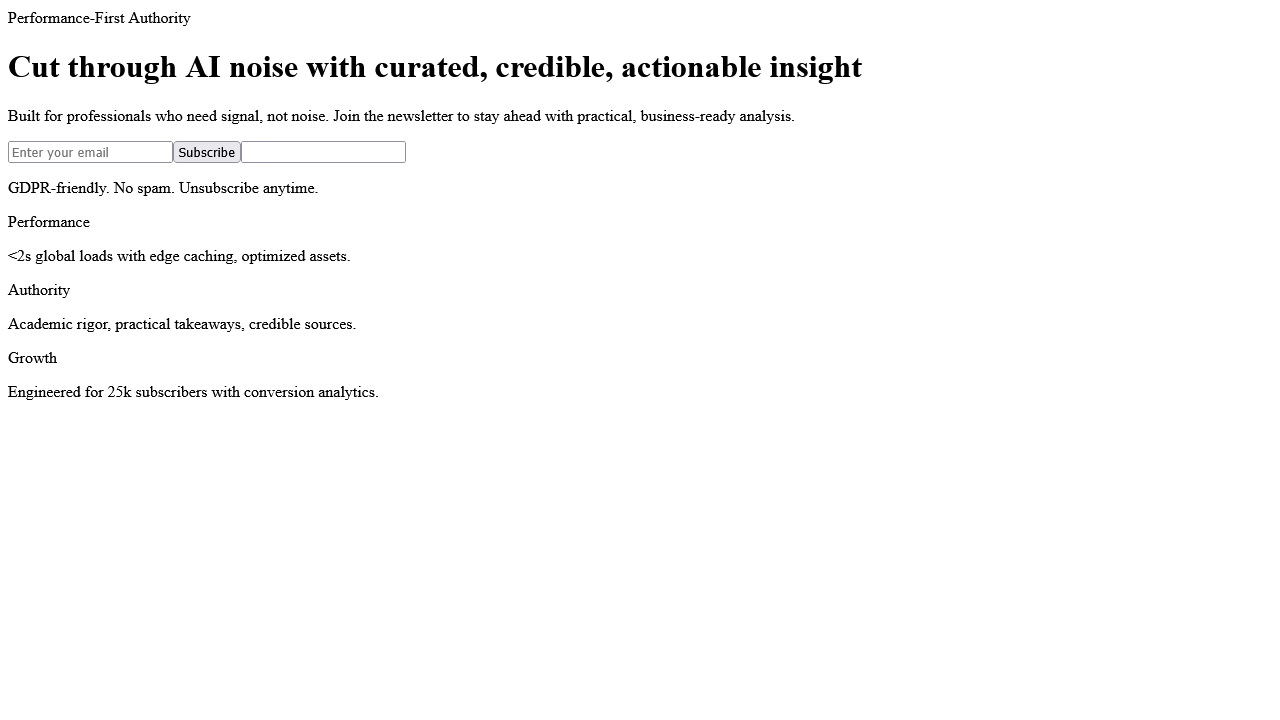 Performance-First Authority
Cut through AI noise with curated, credible, actionable insight
Built for professionals who need signal, not noise. Join the newsletter to stay ahead with practical, business-ready analysis.
Enter your email Subscribe
GDPR-friendly. No spam. Unsubscribe anytime.
Performance
<2s global loads with edge caching, optimized assets.
Authority
Academic rigor, practical takeaways, credible sources.
Growth
Engineered for 25k subscribers with conversion analytics.